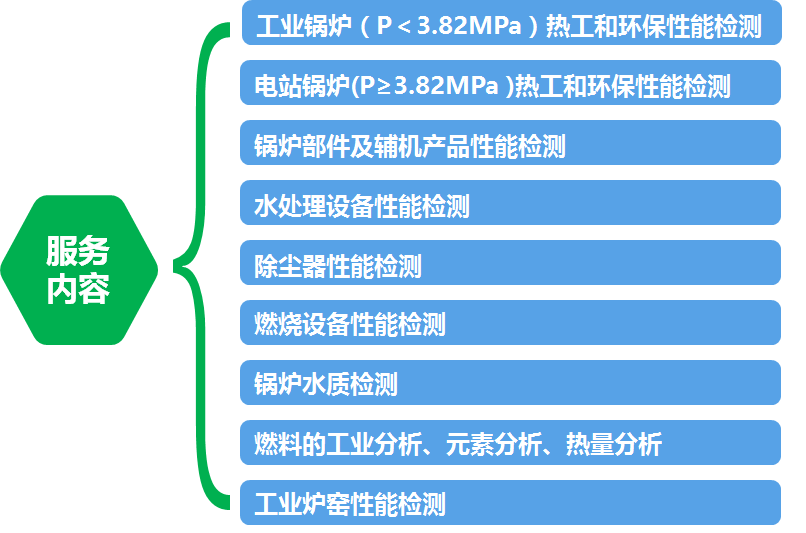 服务
内容
工业锅炉（P＜3.82MPa）热工和环保性能检测
电站锅炉(P≥3.82MPa )热工和环保性能检测
锅炉部件及辅机产品性能检测
水处理设备性能检测
除尘器性能检测
燃烧设备性能检测
锅炉水质检测
燃料的工业分析、元素分析、热量分析
工业炉窑性能检测